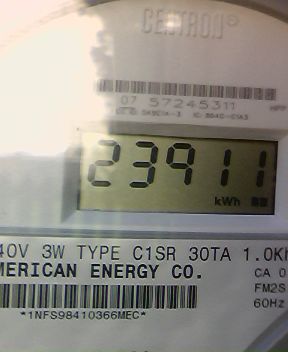 CENTRON®
07 57245311
23911
kWh
40V 3W TYPE C1SR 30TA 1.0Kh
MERICAN ENERGY CO.
CA 0
FM2S
60Hz
*1NFS98410366MEC*